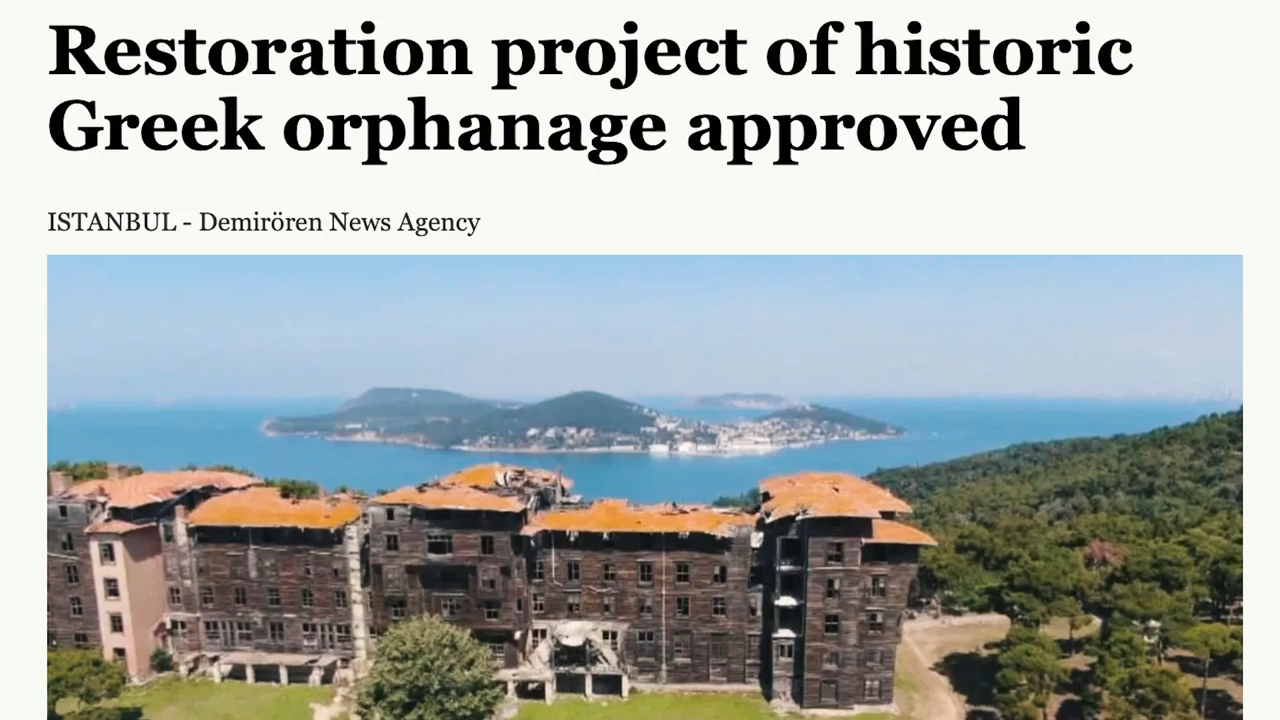 Restoration project of historic
Greek orphanage approved
ISTANBUL - Demirören News Agency